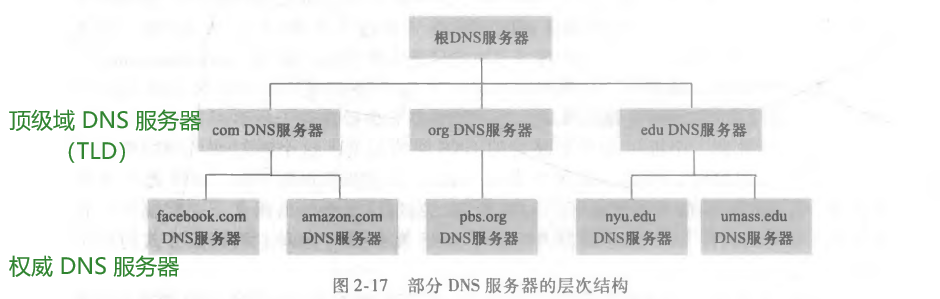 根DNS服务器
顶级域 DNS 服务器
（TLD）
com DNS服务器
org DNS服务器
edu DNS服务器
facebook.com
DNS服务器
amazon.com
DNS服务器
pbs.org
DNS服务器
nyu.edu
DNS服务器
umass.edu
DNS服务器
权威 DNS 服务器
图 2-17 部分 DNS 服务器的层次结构